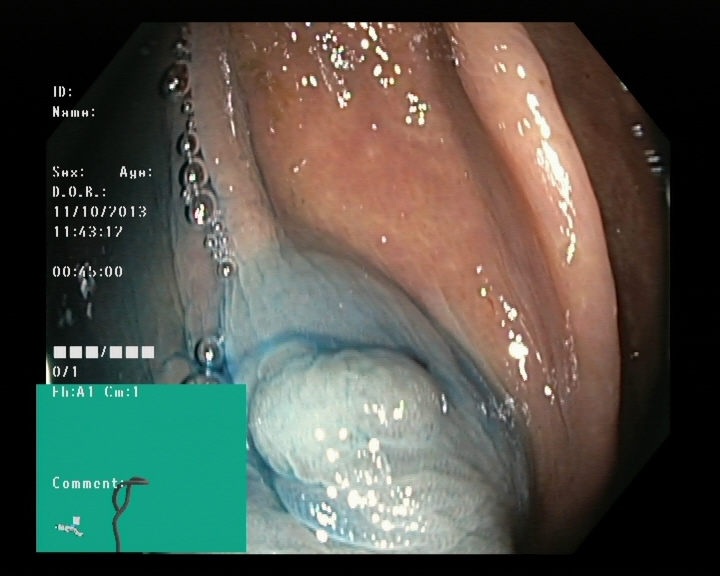 ID:
Name:
Sex: Age:
D.O.B.:
11/10/2013
11:43:12
00:45:00
■■■/■■■
0/1
Eh:A1 Cm:1
Comment: